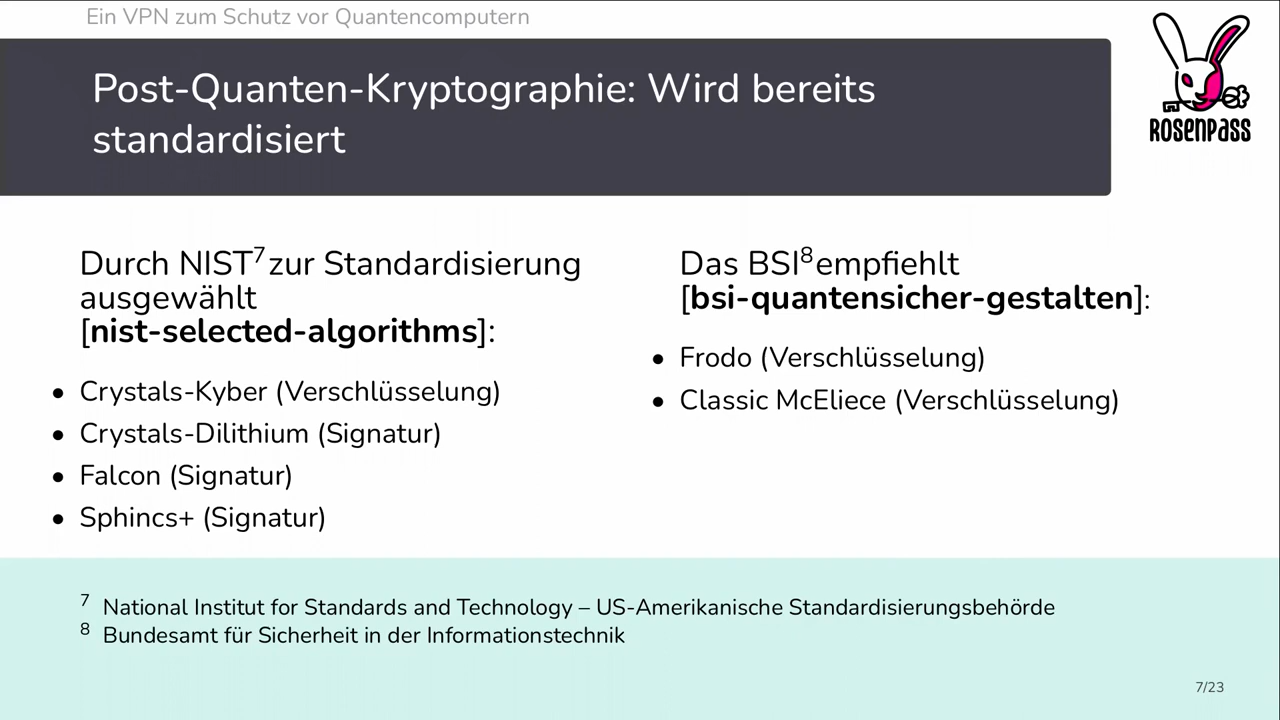 Ein VPN zum Schutz vor Quantencomputern
Post-Quanten-Kryptographie: Wird bereits
standardisiert
ROSENPASS
Durch NIST⁷ zur Standardisierung
ausgewählt
[nist-selected-algorithms]:
• Crystals-Kyber (Verschlüsselung)
• Crystals-Dilithium (Signatur)
• Falcon (Signatur)
• Sphincs+ (Signatur)
Das BSI⁸ empfiehlt
[bsi-quantensicher-gestalten]:
• Frodo (Verschlüsselung)
• Classic McEliece (Verschlüsselung)
⁷ National Institut for Standards and Technology – US-Amerikanische Standardisierungsbehörde
⁸ Bundesamt für Sicherheit in der Informationstechnik
7/23